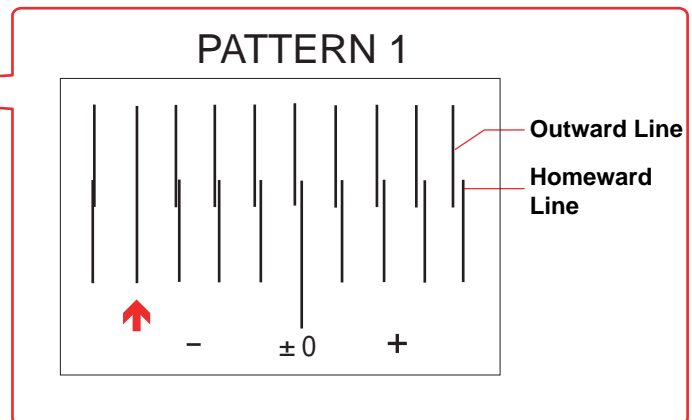 PATTERN 1
Outward Line
Homeward
Line
- ±0 +